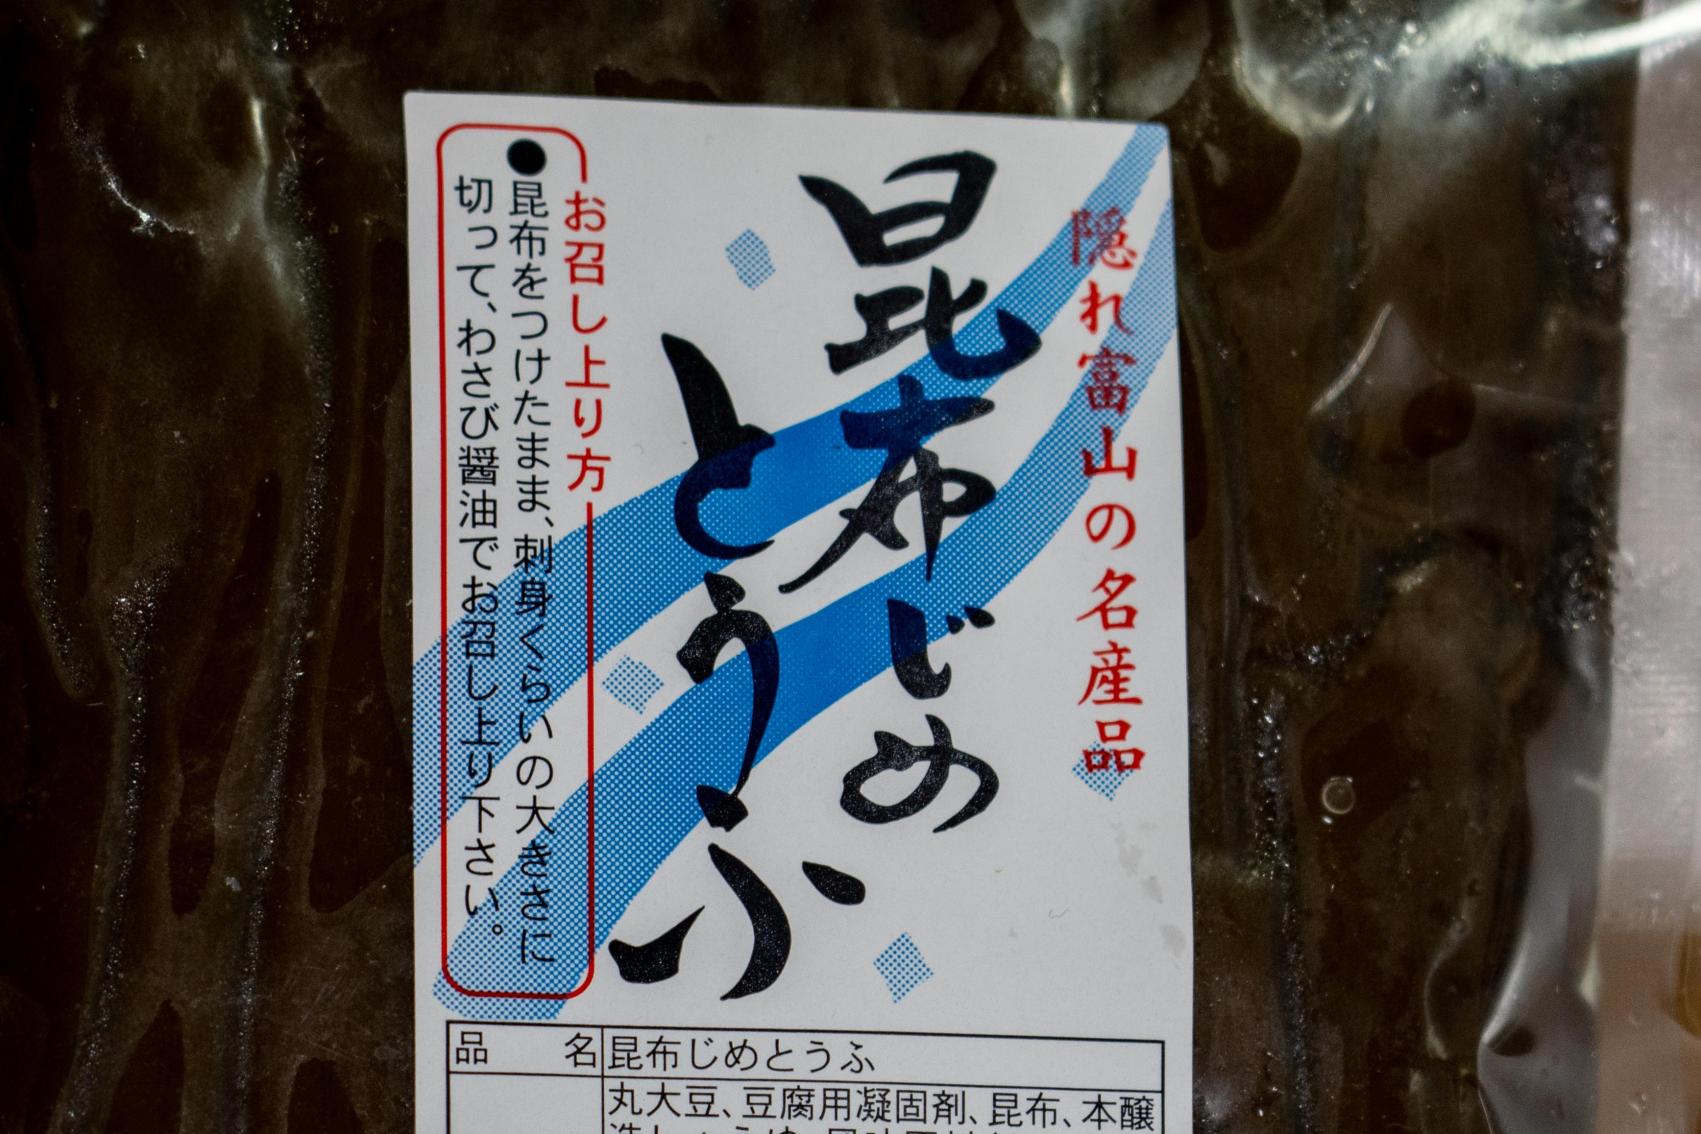 隠れ富山の名産品
昆布じめ
とうふ
お召し上り方
●昆布をつけたまま、刺身くらいの大きさに
切って、わさび醤油でお召し上り下さい。
品名
昆布じめとうふ
丸大豆、豆腐用凝固剤、昆布、本醸